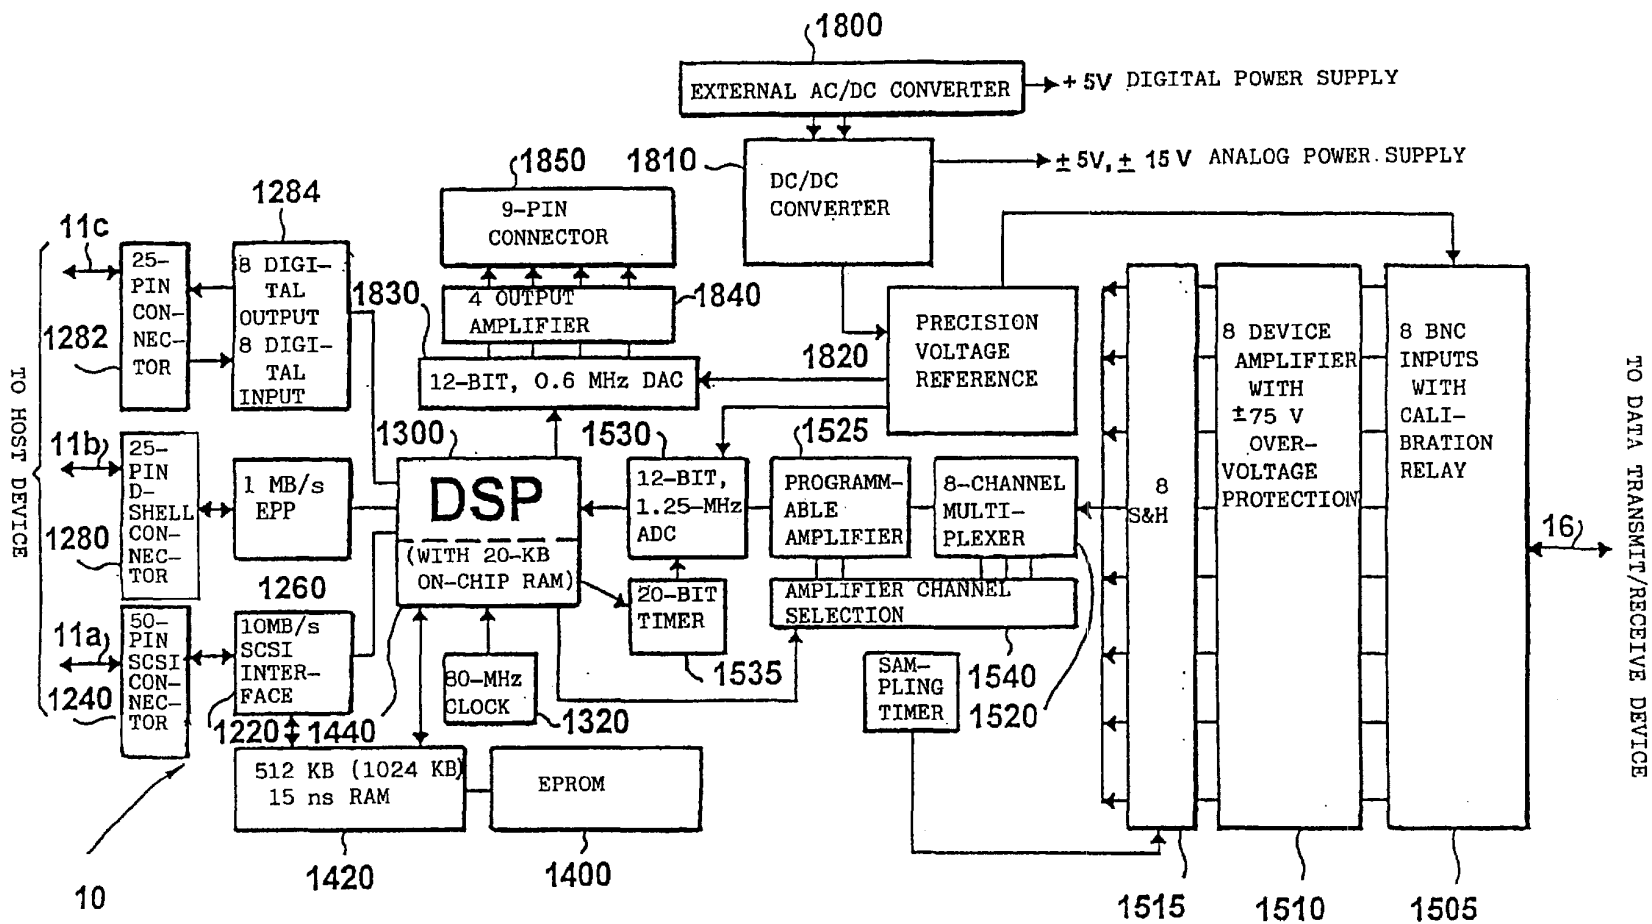 1800
EXTERNAL AC/DC CONVERTER
+5V DIGITAL POWER SUPPLY
1810
DC/DC
CONVERTER
±5V, ± 15 V ANALOG POWER SUPPLY
1850
9-PIN
CONNECTOR
1284
8 DIGI-
TAL
OUTPUT
8 DIGI-
TAL
INPUT
11c
25-
PIN
CON-
NEC-
TOR
1282
1830
4 OUTPUT
AMPLIFIER
1840
12-BIT, 0.6 MHz DAC
1820
PRECISION
VOLTAGE
REFERENCE
TO HOST DEVICE
11b
25-
PIN
D-
SHELL
CON-
NEC-
TOR
1280
1 MB/s
EPP
1260
1300
DSP
(WITH 20-KB
ON-CHIP RAM)
1530
12-BIT,
1.25-MHz
ADC
1525
PROGRAMM-
ABLE
AMPLIFIER
8-CHANNEL
MULTI-
PLEXER
8
S&H
8 DEVICE
AMPLIFIER
WITH
±75 V
OVER-
VOLTAGE
PROTECTION
8 BNC
INPUTS
WITH
CALI-
BRATION
RELAY
16
TO DATA TRANSMIT/RECEIVE DEVICE
20-BIT
TIMER
1535
AMPLIFIER CHANNEL
SELECTION
1540
1520
SAM-
PLING
TIMER
11a
50-
PIN
SCSI
CON-
NEC-
TOR
1240
10MB/s
SCSI
INTER-
FACE
1220
1440
80-MHz
CLOCK
1320
512 KB (1024 KB)
15 ns RAM
EPROM
1420
1400
10
1515
1510
1505